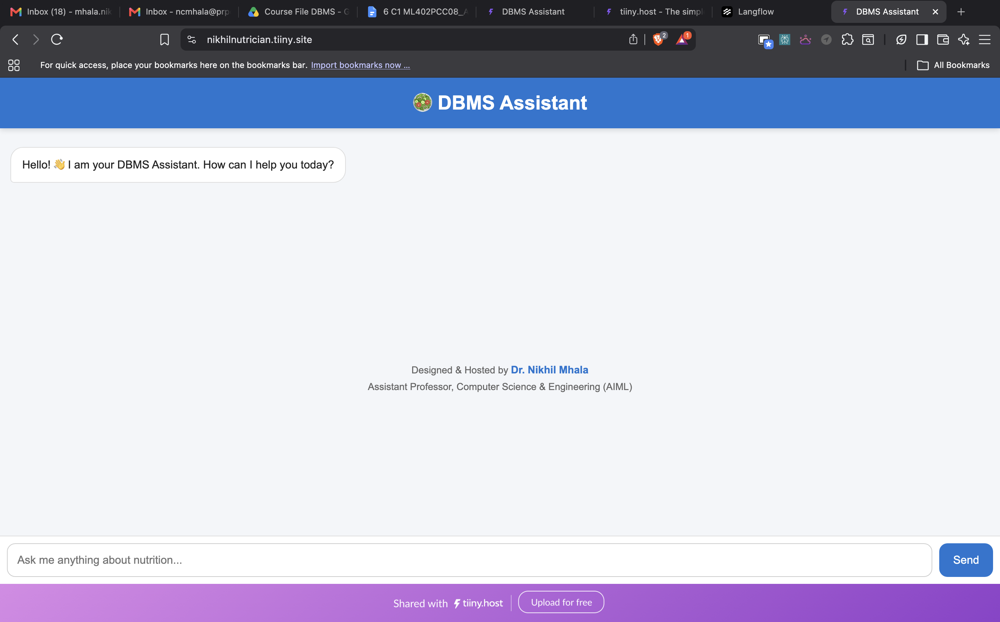 Inbox (18) - mhala.nik
Inbox - ncmhala@prp
Course File DBMS - G
6 C1 ML402PCC08_A
DBMS Assistant
tiiny.host - The simpl
Langflow
DBMS Assistant
nikhilnutrician.tiiny.site
2
1
For quick access, place your bookmarks here on the bookmarks bar. Import bookmarks now ...
All Bookmarks
DBMS Assistant
Hello! 👋 I am your DBMS Assistant. How can I help you today?
Designed & Hosted by Dr. Nikhil Mhala
Assistant Professor, Computer Science & Engineering (AIML)
Ask me anything about nutrition...
Send
Shared with tiiny.host
Upload for free